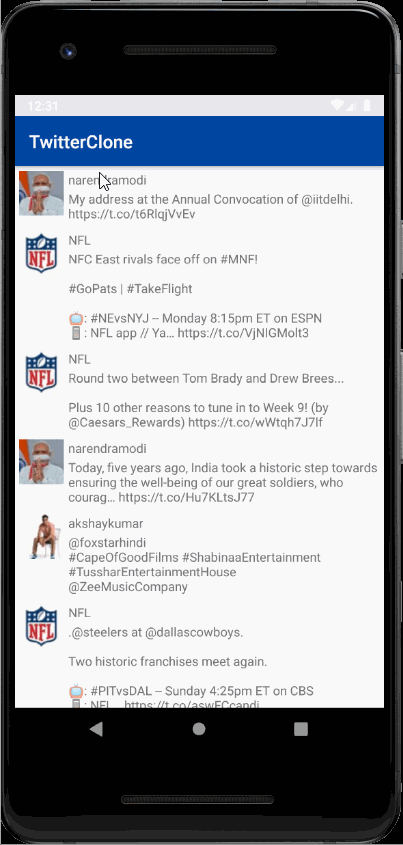 12:31
TwitterClone
narendramodi
My address at the Annual Convocation of @iitdelhi.
https://t.co/t6RlqjVvEv
NFL
NFL
NFC East rivals face off on #MNF!
#GoPats | #TakeFlight
📺: #NEvsNYJ – Monday 8:15pm ET on ESPN
📱: NFL app // Ya… https://t.co/VjNIGMolt3
NFL
NFL
Round two between Tom Brady and Drew Brees...
Plus 10 other reasons to tune in to Week 9! (by
@Caesars_Rewards) https://t.co/wWtqh7J7lf
narendramodi
Today, five years ago, India took a historic step towards
ensuring the well-being of our great soldiers, who
courag… https://t.co/Hu7KLtsJ77
akshaykumar
@foxstarhindi
#CapeOfGoodFilms #ShabinaaEntertainment
#TussharEntertainmentHouse
@ZeeMusicCompany
NFL
NFL
.@steelers at @dallascowboys.
Two historic franchises meet again.
📺: #PITvsDAL – Sunday 4:25pm ET on CBS
📱: NFL… https://t.co/aswFCcandi